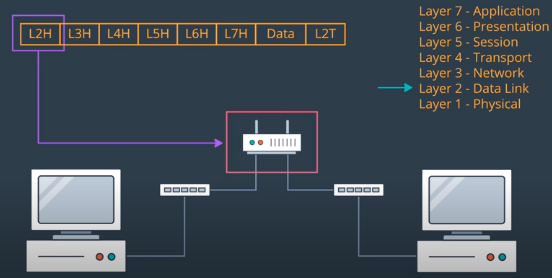 L2H L3H L4H L5H L6H L7H Data L2T
Layer 7 - Application
Layer 6 - Presentation
Layer 5 - Session
Layer 4 - Transport
Layer 3 - Network
Layer 2 - Data Link
Layer 1 - Physical